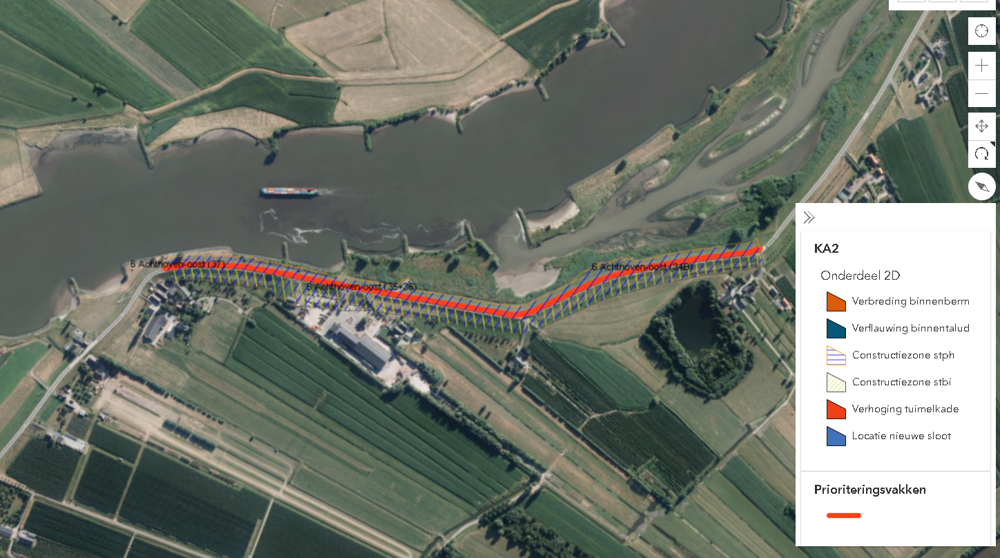 6 Achthoven-oost (37)
6 Achthoven-oost (35+36)
6 Achthoven-oost (34B)
KA2
Onderdeel 2D
Verbreding binnenberm
Verflauwing binnentalud
Constructiezone stph
Constructiezone stbi
Verhoging tuimelkade
Locatie nieuwe sloot
Prioriteringsvakken